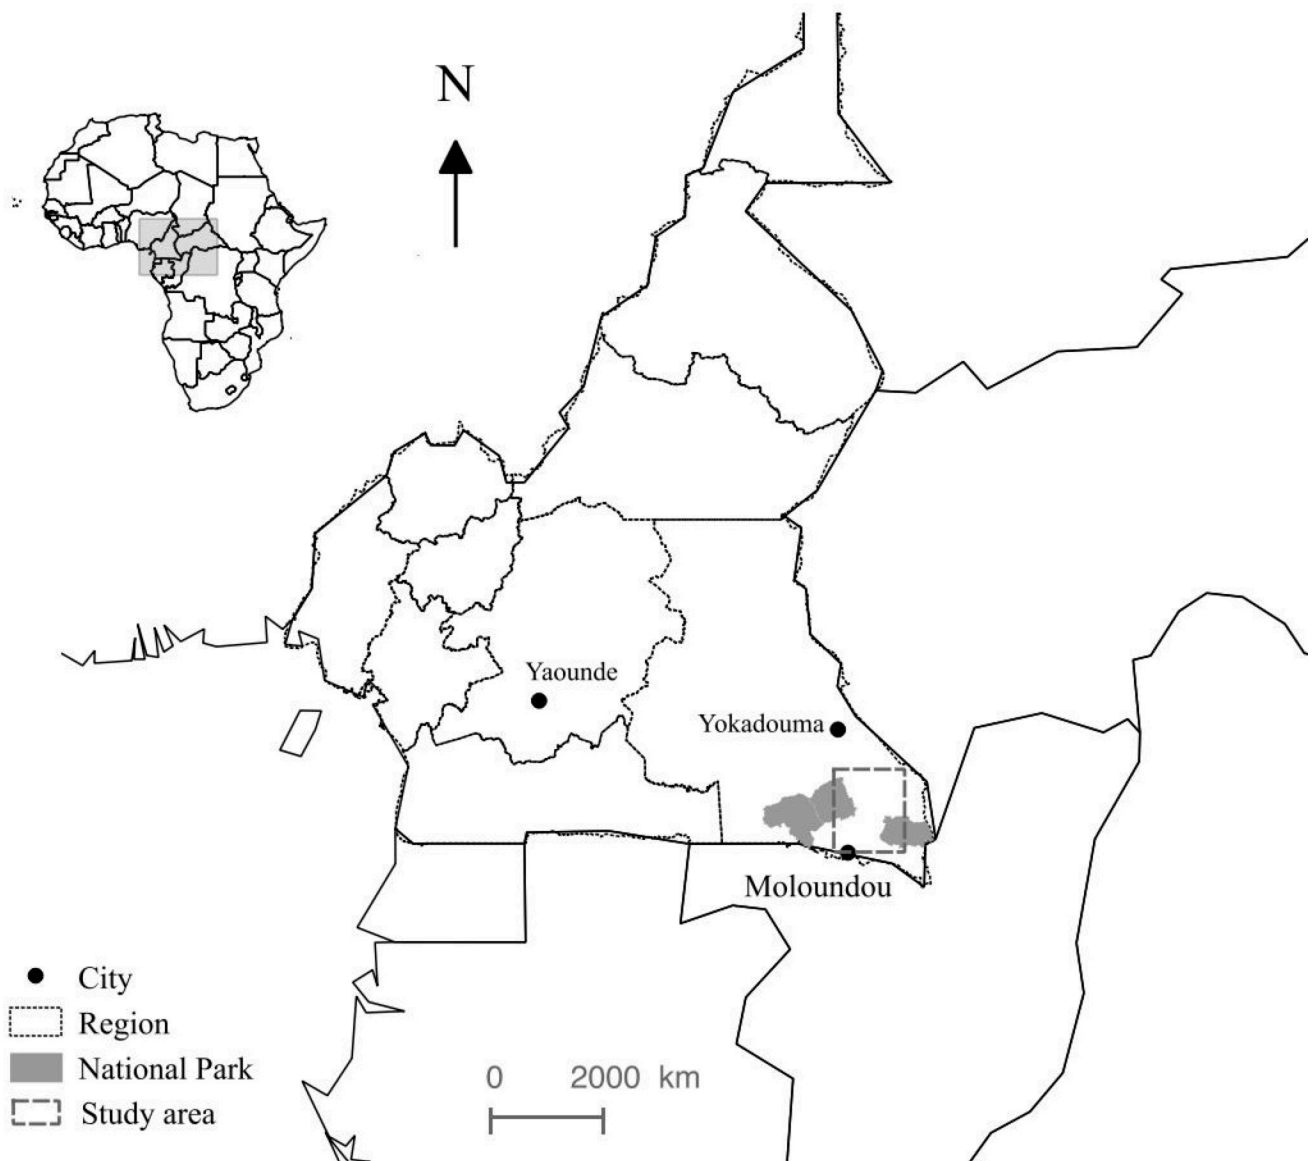 N
Yaounde
Yokadouma
Moloundou
City
Region
National Park
Study area
0 2000 km